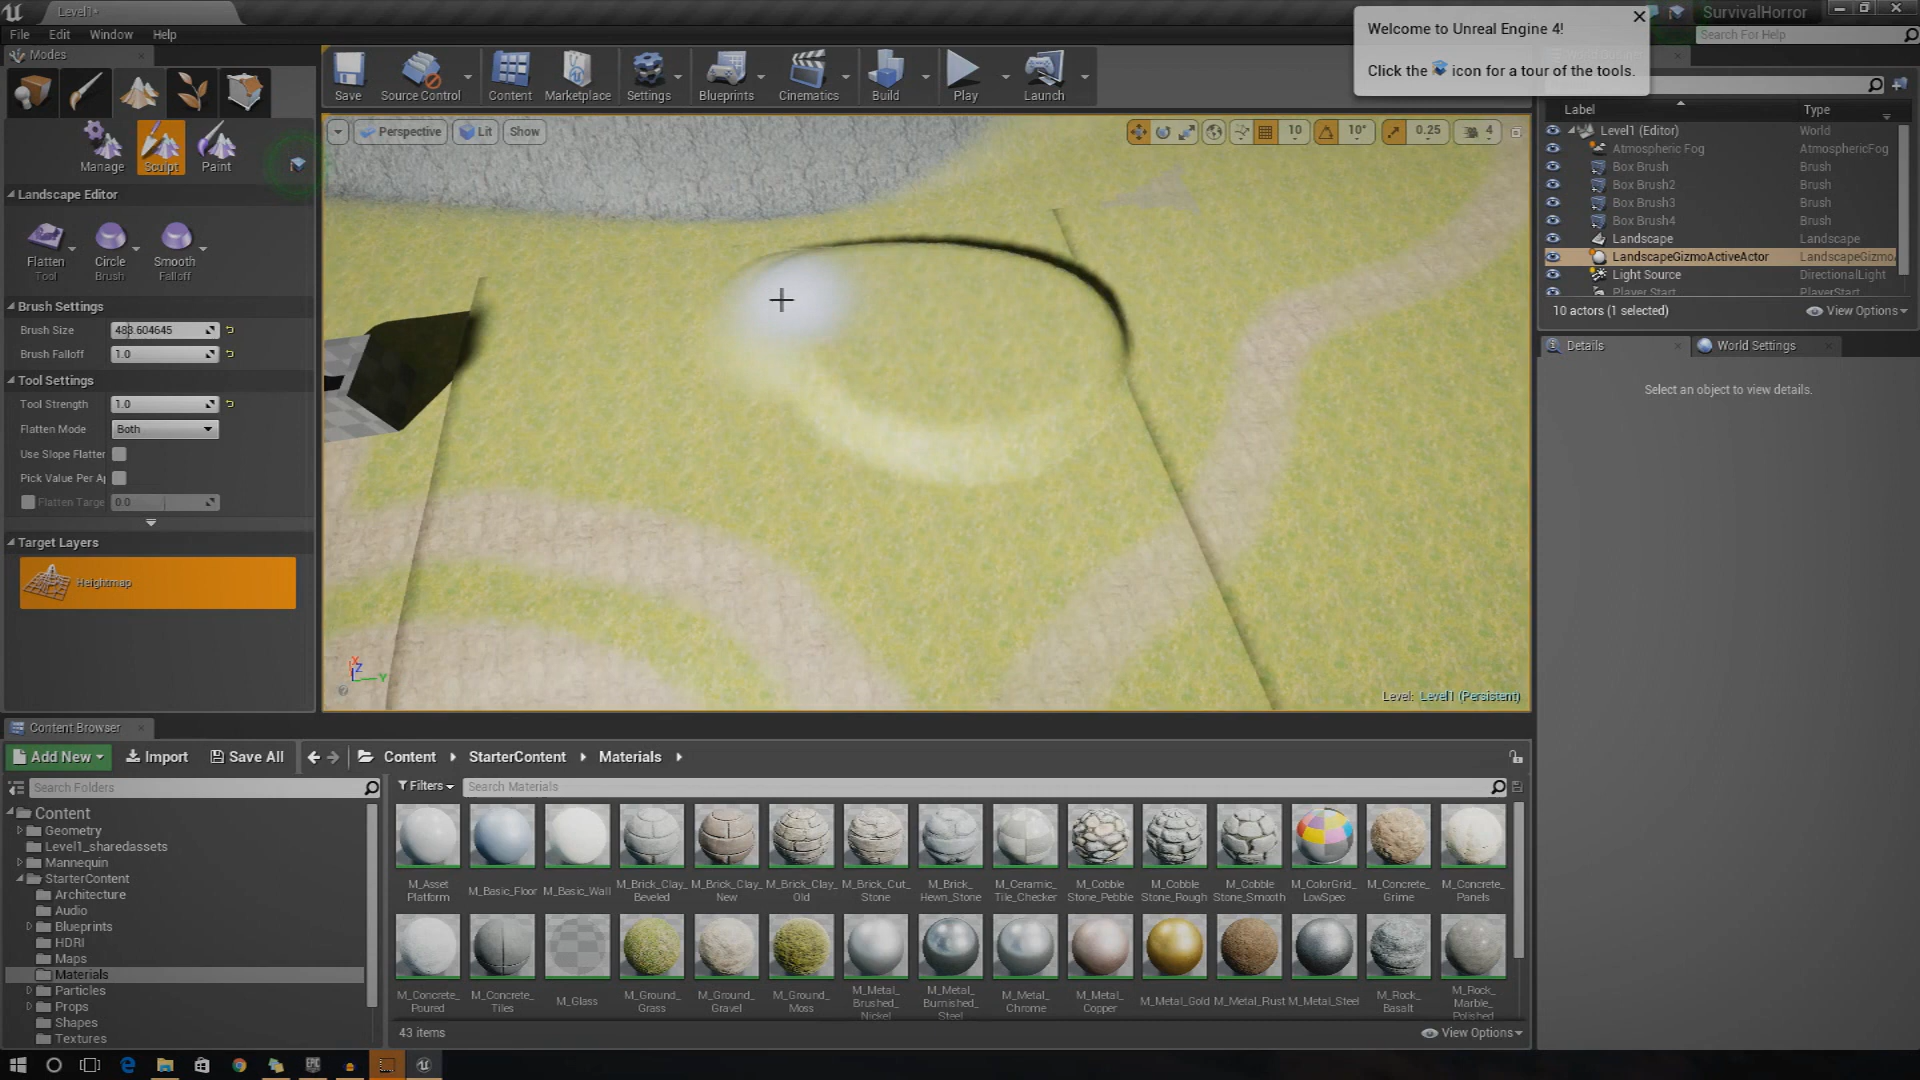 Level1*
SurvivalHorror
File Edit Window Help
Search For Help
Welcome to Unreal Engine 4!
Click the icon for a tour of the tools.
Modes
Save Source Control Content Marketplace Settings Blueprints Cinematics Build Play Launch
Manage Sculpt Paint
Perspective Lit Show
10 10° 0.25 4
Landscape Editor
Flatten Circle Smooth
Tool Brush Falloff
Brush Settings
Brush Size 483.604645
Brush Falloff 1.0
Tool Settings
Tool Strength 1.0
Flatten Mode Both
Use Slope Flatter
Pick Value Per Ap
Flatten Targe 0.0
Target Layers
Heightmap
Label Type
Level1 (Editor) World
Atmospheric Fog AtmosphericFog
Box Brush Brush
Box Brush2 Brush
Box Brush3 Brush
Box Brush4 Brush
Landscape Landscape
LandscapeGizmoActiveActor LandscapeGizmo
Light Source DirectionalLight
Player Start PlayerStart
10 actors (1 selected) View Options
Details World Settings
Select an object to view details.
X Z Y
Level: Level1 (Persistent)
Content Browser
Add New Import Save All Content StarterContent Materials
Search Folders
Filters Search Materials
Content
Geometry
Level1_sharedassets
Mannequin
StarterContent
Architecture
Audio
Blueprints
HDRI
Maps
Materials
Particles
Props
Shapes
Textures
M_Asset Platform
M_Basic_Floor
M_Basic_Wall
M_Brick_Clay_ Beveled
M_Brick_Clay_ New
M_Brick_Clay_ Old
M_Brick_Cut_ Stone
M_Brick_ Hewn_Stone
M_Ceramic_ Tile_Checker
M_Cobble Stone_Pebble
M_Cobble Stone_Rough
M_Cobble Stone_Smooth
M_ColorGrid_ LowSpec
M_Concrete_ Grime
M_Concrete_ Panels
M_Concrete_ Poured
M_Concrete_ Tiles
M_Glass
M_Ground_ Grass
M_Ground_ Gravel
M_Ground_ Moss
M_Metal_ Brushed_ Nickel
M_Metal_ Burnished_ Steel
M_Metal_ Chrome
M_Metal_ Copper
M_Metal_Gold
M_Metal_Rust
M_Metal_Steel
M_Rock_ Basalt
M_Rock_ Marble_ Polished
43 items
View Options
EPIC